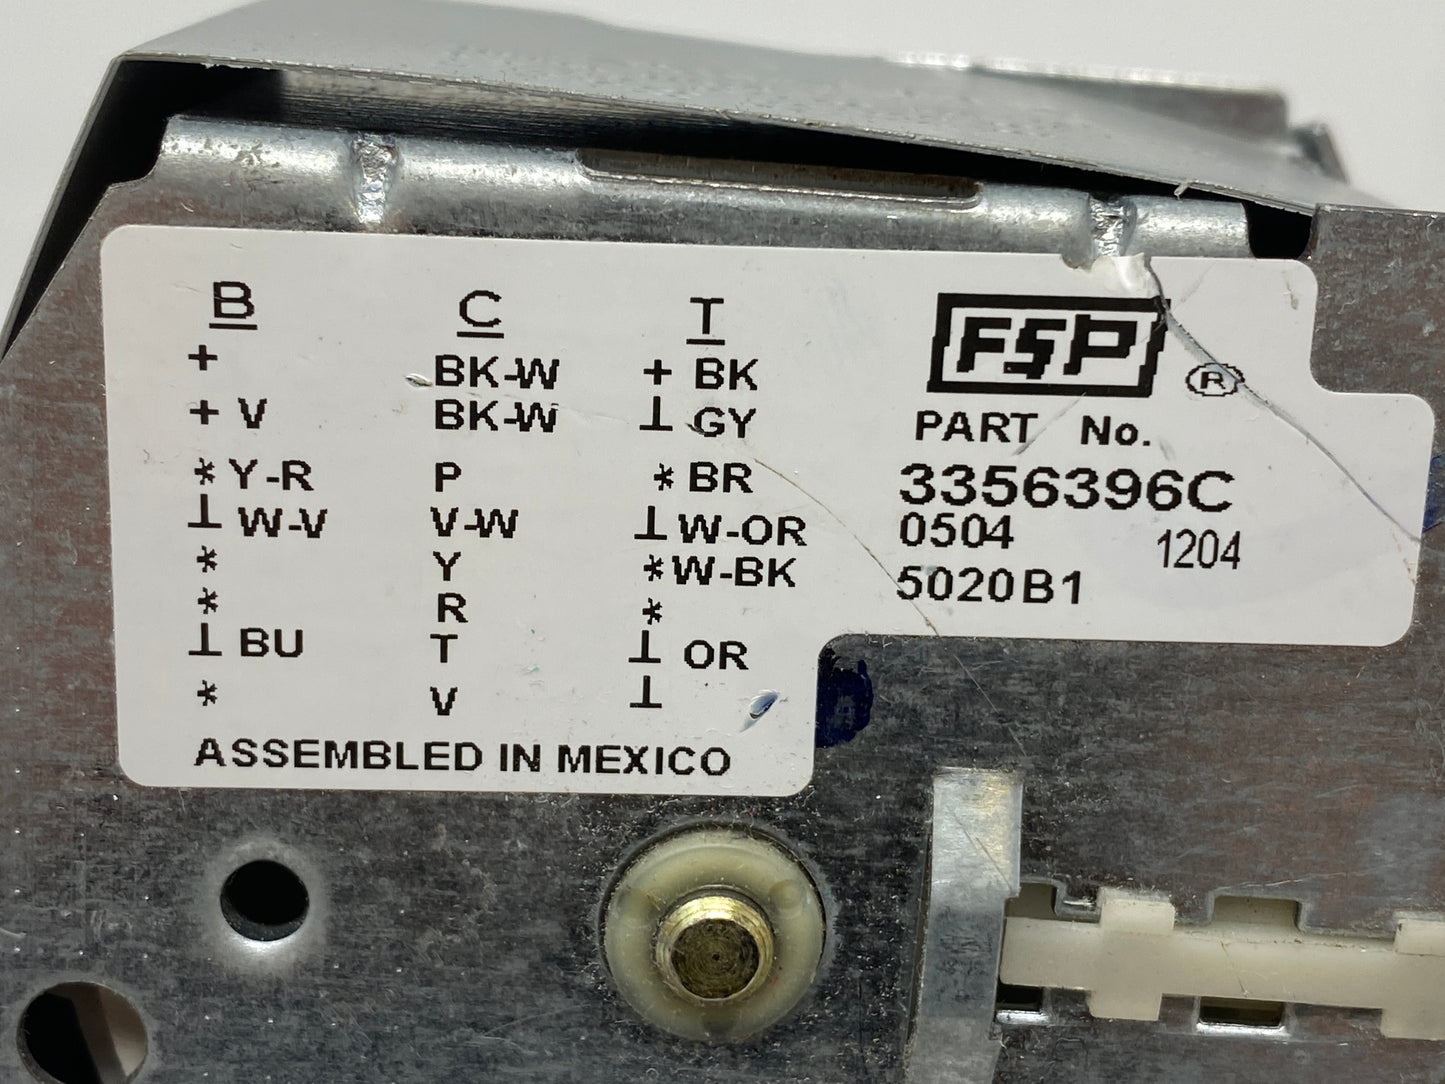 B C T
+ BK-W + BK
+ V BK-W ⊥ GY
* Y-R P * BR
⊥ W-V V-W ⊥ W-OR
* Y * W-BK
* R *
⊥ BU T ⊥ OR
* V ⊥
ASSEMBLED IN MEXICO
FSP ®
PART No.
3356396C
0504 1204
5020B1